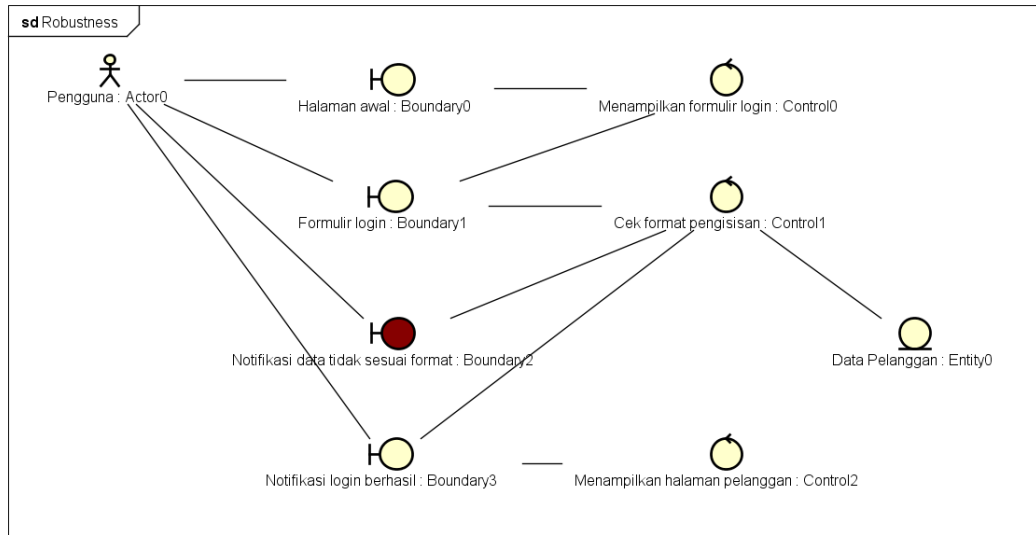 sd Robustness
Pengguna : Actor0
Halaman awal : Boundary0
Menampilkan formulir login : Control0
Formulir login : Boundary1
Cek format pengisisan : Control1
Notifikasi data tidak sesuai format : Boundary2
Data Pelanggan : Entity0
Notifikasi login berhasil : Boundary3
Menampilkan halaman pelanggan : Control2